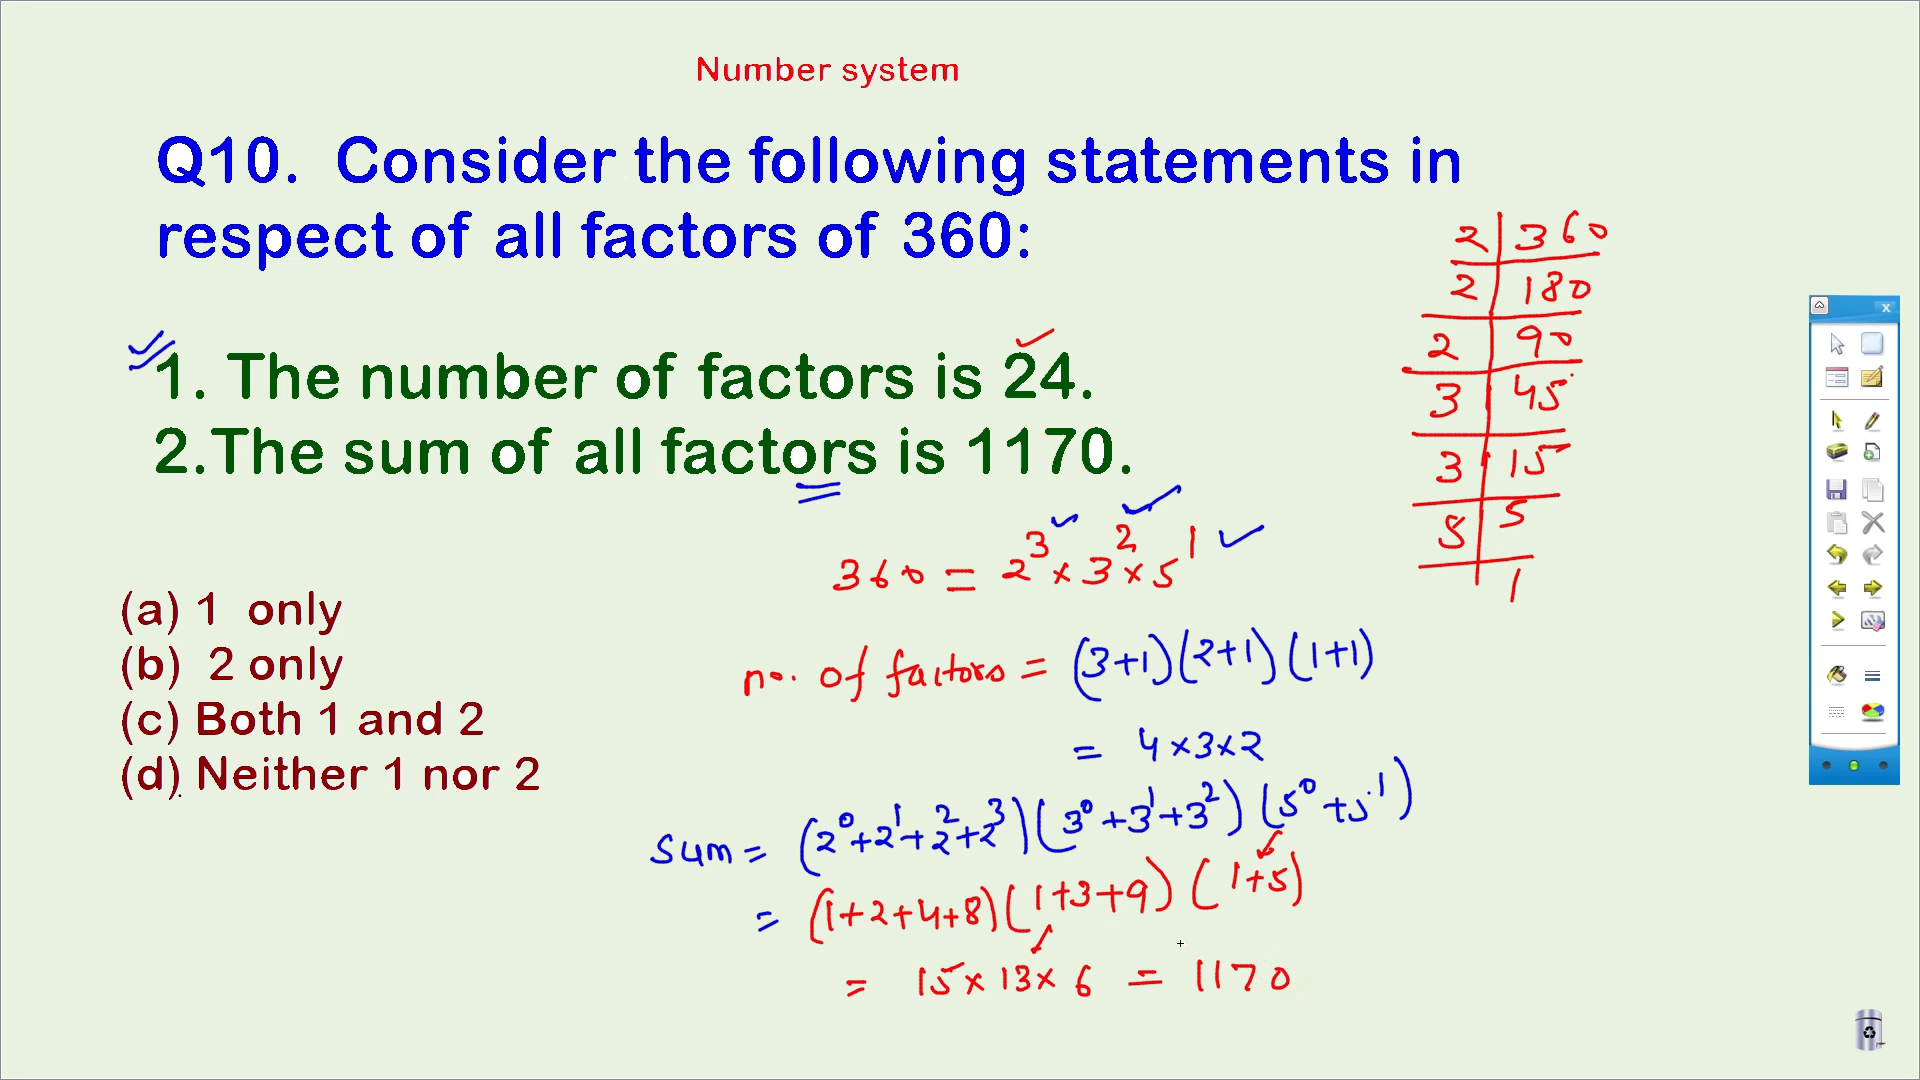 Number system
Q10. Consider the following statements in
respect of all factors of 360:
1. The number of factors is 24.
2.The sum of all factors is 1170.
(a) 1 only
(b) 2 only
(c) Both 1 and 2
(d) Neither 1 nor 2
2 | 360
2 | 180
2 | 90
3 | 45
3 | 15
5 | 5
1
360 = 2³ × 3² × 5¹
no. of factors = (3+1)(2+1)(1+1)
= 4×3×2
Sum = (2⁰+2¹+2²+2³)(3⁰+3¹+3²)(5⁰+5¹)
= (1+2+4+8)(1+3+9)(1+5)
= 15×13×6 = 1170